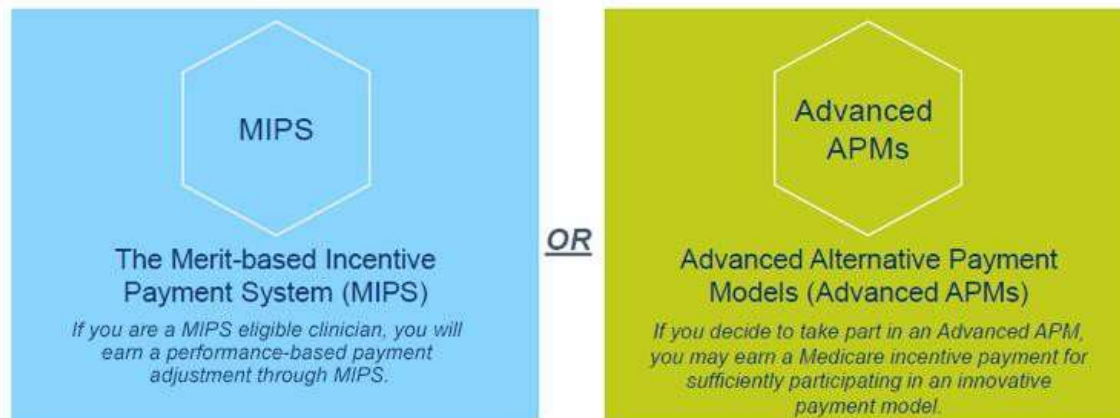 MIPS
The Merit-based Incentive
Payment System (MIPS)
If you are a MIPS eligible clinician, you will
earn a performance-based payment
adjustment through MIPS.
OR
Advanced
APMs
Advanced Alternative Payment
Models (Advanced APMs)
If you decide to take part in an Advanced APM,
you may earn a Medicare incentive payment for
sufficiently participating in an innovative
payment model.